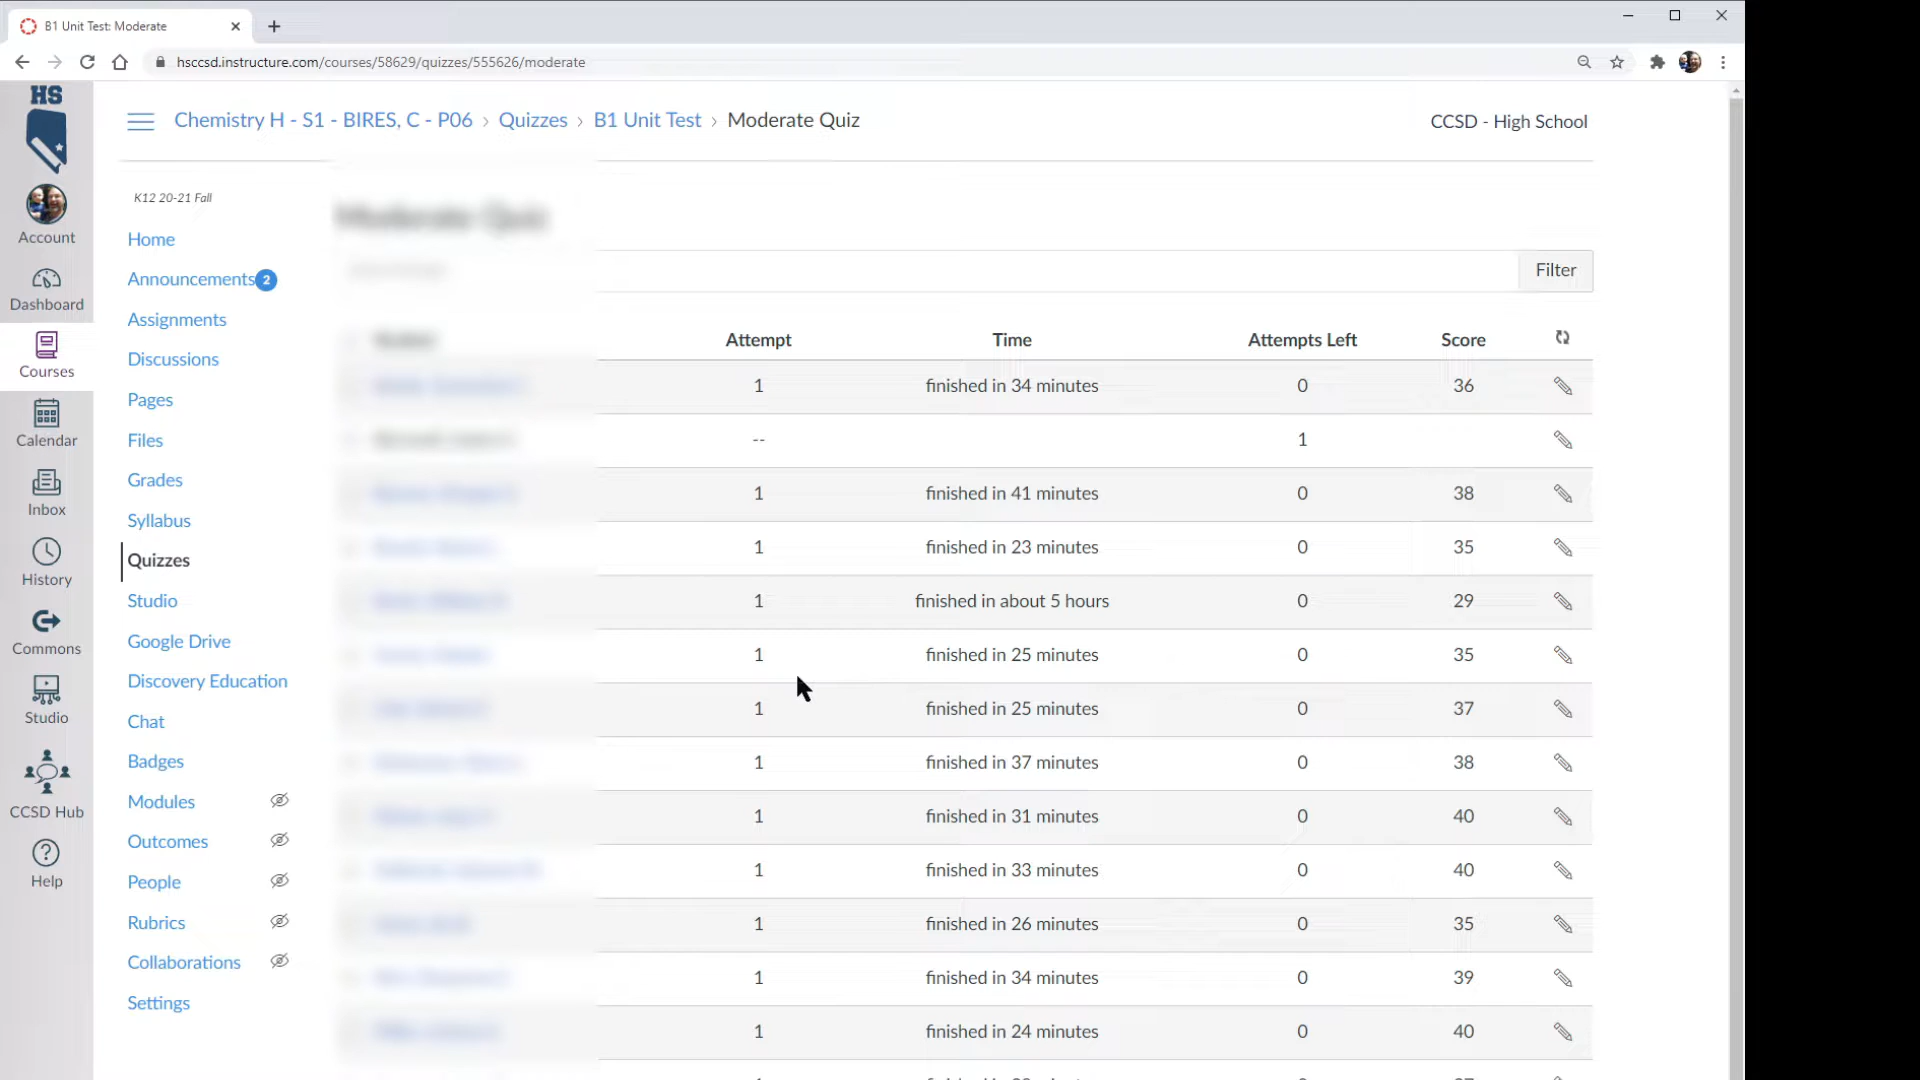 B1 Unit Test: Moderate
hsccsd.instructure.com/courses/58629/quizzes/555626/moderate
HS
Chemistry H - S1 - BIRES, C - P06 › Quizzes › B1 Unit Test › Moderate Quiz
CCSD - High School
K12 20-21 Fall
Moderate Quiz
Account
Dashboard
Courses
Calendar
Inbox
History
Commons
Studio
CCSD Hub
Help
Home
Announcements 2
Assignments
Discussions
Pages
Files
Grades
Syllabus
Quizzes
Studio
Google Drive
Discovery Education
Chat
Badges
Modules
Outcomes
People
Rubrics
Collaborations
Settings
Filter
Attempt Time Attempts Left Score
1 finished in 34 minutes 0 36
-- 1
1 finished in 41 minutes 0 38
1 finished in 23 minutes 0 35
1 finished in about 5 hours 0 29
1 finished in 25 minutes 0 35
1 finished in 25 minutes 0 37
1 finished in 37 minutes 0 38
1 finished in 31 minutes 0 40
1 finished in 33 minutes 0 40
1 finished in 26 minutes 0 35
1 finished in 34 minutes 0 39
1 finished in 24 minutes 0 40